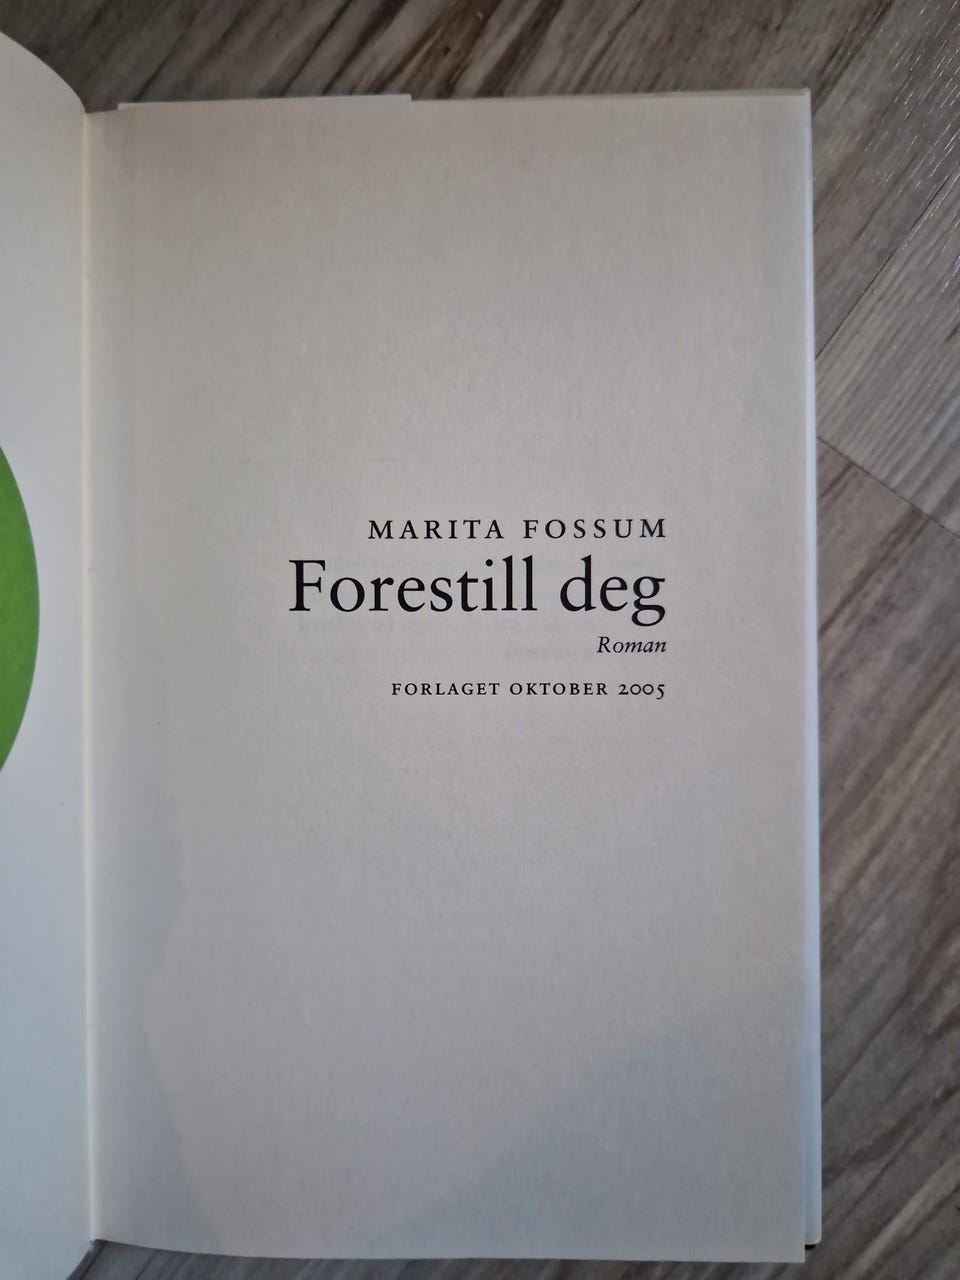 MARITA FOSSUM
Forestill deg
Roman
FORLAGET OKTOBER 2005